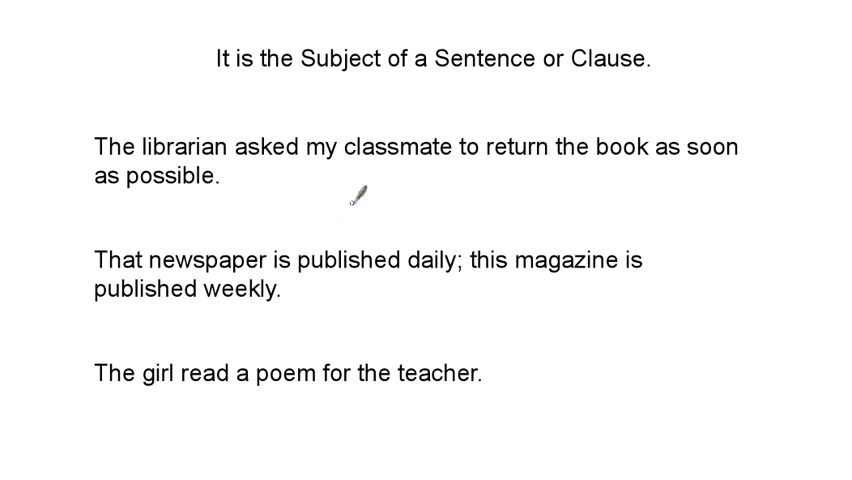 It is the Subject of a Sentence or Clause.
The librarian asked my classmate to return the book as soon
as possible.
That newspaper is published daily; this magazine is
published weekly.
The girl read a poem for the teacher.